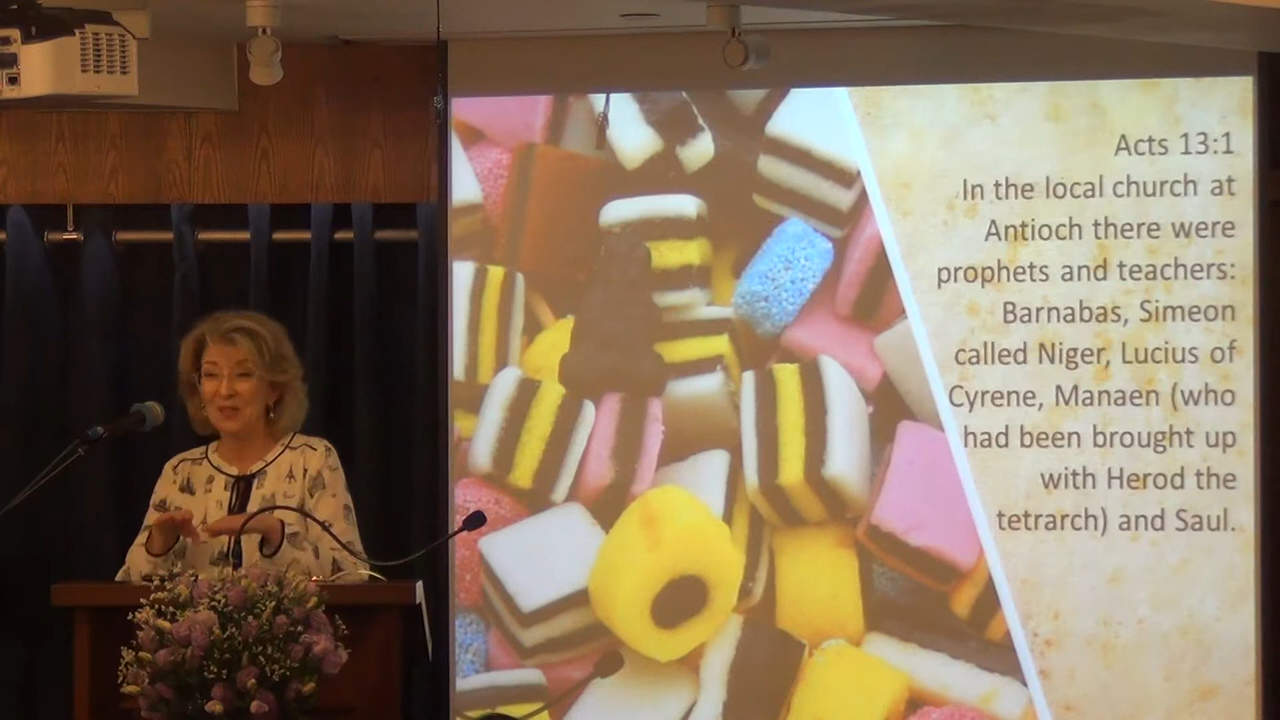 Acts 13:1
In the local church at
Antioch there were
prophets and teachers:
Barnabas, Simeon
called Niger, Lucius of
Cyrene, Manaen (who
had been brought up
with Herod the
tetrarch) and Saul.